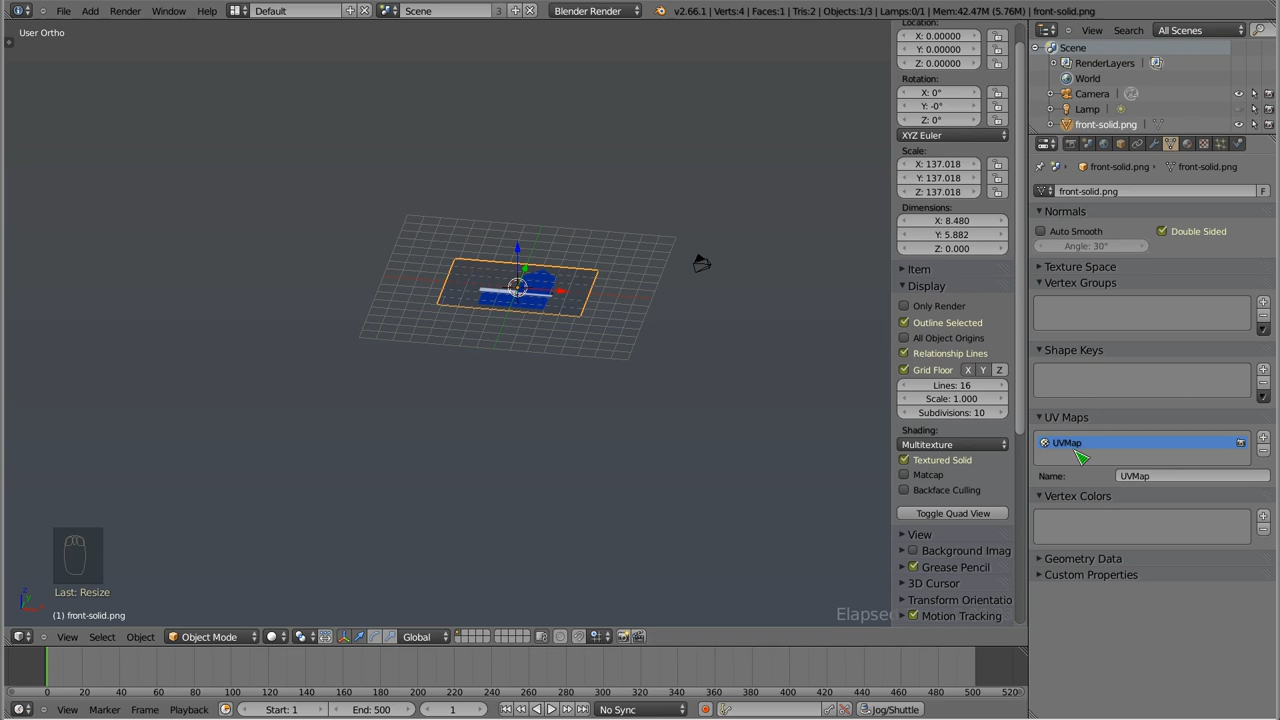 File Add Render Window Help Default Scene 3 Blender Render v2.66.1 | Verts:4 | Faces:1 | Tris:2 | Objects:1/3 | Lamps:0/1 | Mem:42.47M (5.76M) | front-solid.png
User Ortho
Location:
X: 0.00000
Y: 0.00000
Z: 0.00000
Rotation:
X: 0°
Y: -0°
Z: 0°
XYZ Euler
Scale:
X: 137.018
Y: 137.018
Z: 137.018
Dimensions:
X: 8.480
Y: 5.882
Z: 0.000
Item
Display
Only Render
Outline Selected
All Object Origins
Relationship Lines
Grid Floor X Y Z
Lines: 16
Scale: 1.000
Subdivisions: 10
Shading:
Multitexture
Textured Solid
Matcap
Backface Culling
Toggle Quad View
View
Background Imag
Grease Pencil
3D Cursor
Transform Orientatio
Motion Tracking
View Search All Scenes
Scene
RenderLayers
World
Camera
Lamp
front-solid.png
front-solid.png front-solid.png
front-solid.png F
Normals
Auto Smooth Double Sided
Angle: 30°
Texture Space
Vertex Groups
Shape Keys
UV Maps
UVMap
Name: UVMap
Vertex Colors
Geometry Data
Custom Properties
Last: Resize
(1) front-solid.png
Elapsed
View Select Object Object Mode Global
0 20 40 60 80 100 120 140 160 180 200 220 240 260 280 300 320 340 360 380 400 420 440 460 480 500 520
View Marker Frame Playback Start: 1 End: 500 1 No Sync Jog/Shuttle